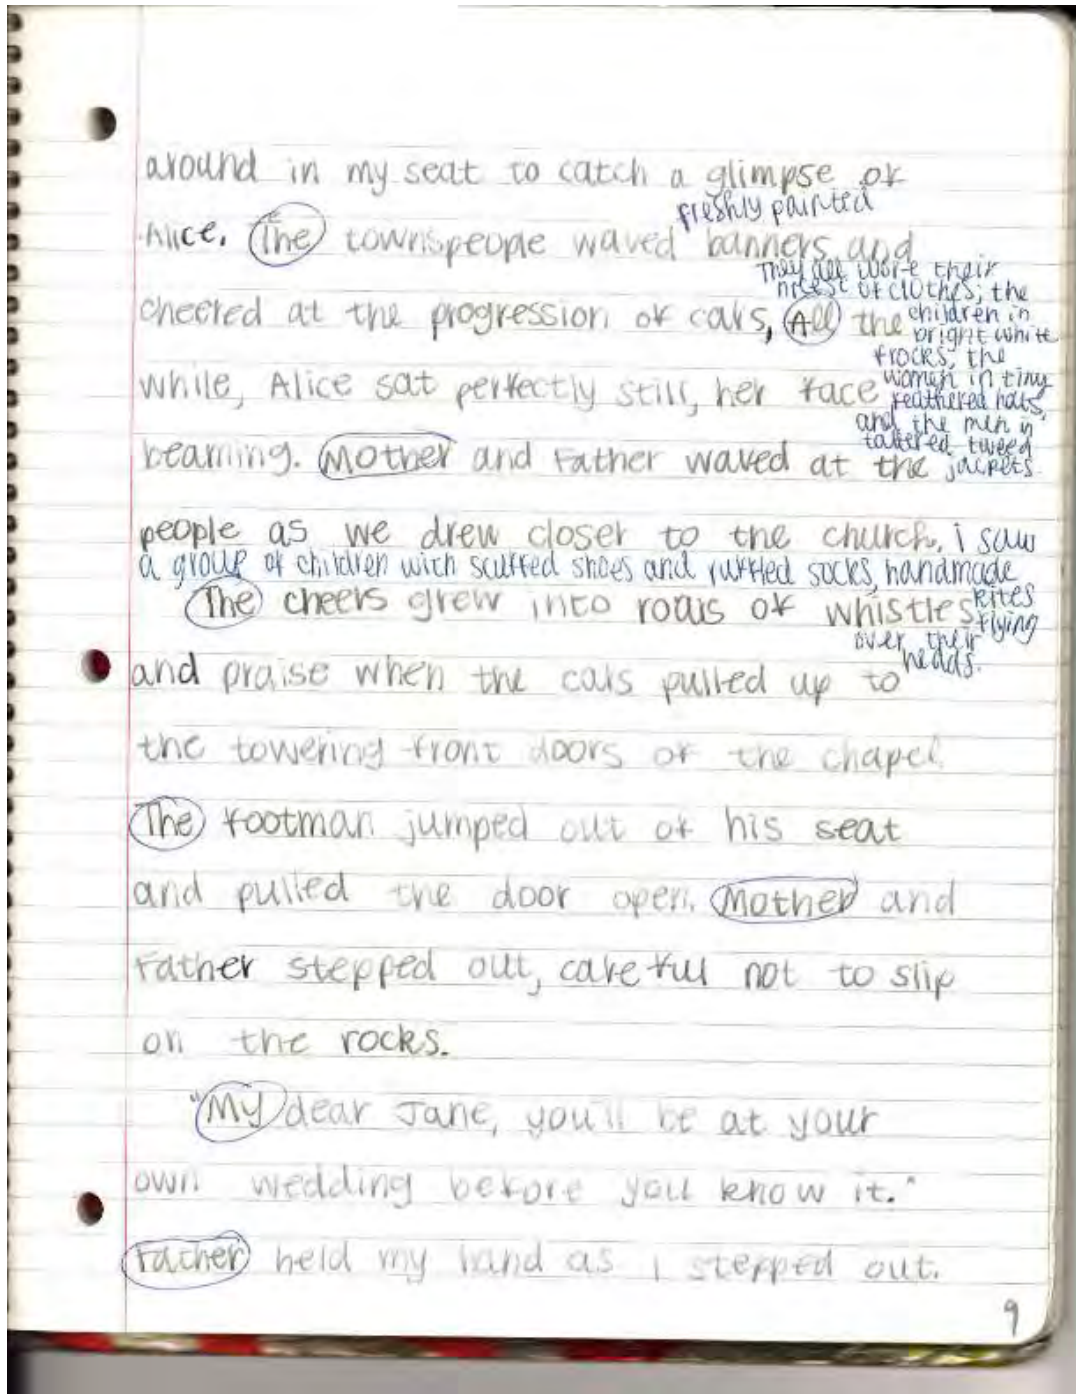 around in my seat to catch a glimpse of
freshly painted
Alice. The townspeople waved banners and
They all wore their
nicest of clothes; the
cheered at the progression of cars, All the
children in
bright white
frocks, the
while, Alice sat perfectly still, her face
women in tiny
feathered hats,
and the men in
tattered tweed
beaming. Mother and Father waved at the
jackets.
people as we drew closer to the church. i saw
a group of children with scuffed shoes and ruffled socks, handmade
The cheers grew into roars of whistles
kites
flying
over their
heads.
and praise when the cars pulled up to
the towering front doors of the chapel.
The footman jumped out of his seat
and pulled the door open. Mother and
Father stepped out, careful not to slip
on the rocks.
"My dear Jane, you'll be at your
own wedding before you know it."
Father held my hand as i stepped out.
9